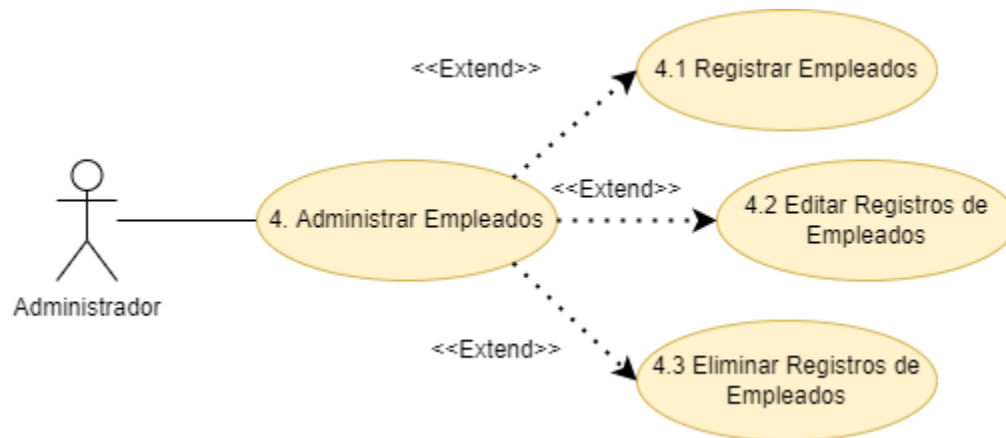 <<Extend>>
4.1 Registrar Empleados
<<Extend>>
4. Administrar Empleados
4.2 Editar Registros de
Empleados
Administrador
<<Extend>>
4.3 Eliminar Registros de
Empleados